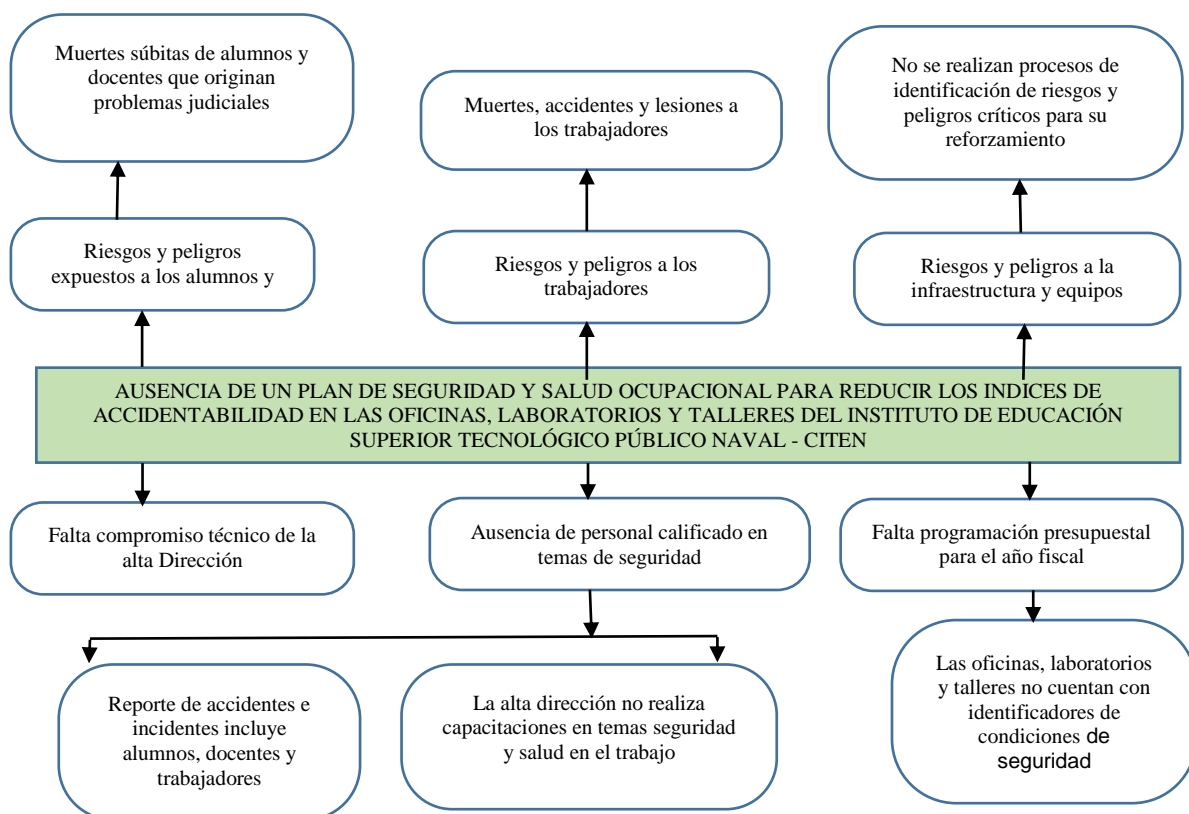 Muertes súbitas de alumnos y
docentes que originan
problemas judiciales
Muertes, accidentes y lesiones a
los trabajadores
No se realizan procesos de
identificación de riesgos y
peligros críticos para su
reforzamiento
Riesgos y peligros
expuestos a los alumnos y
Riesgos y peligros a los
trabajadores
Riesgos y peligros a la
infraestructura y equipos
AUSENCIA DE UN PLAN DE SEGURIDAD Y SALUD OCUPACIONAL PARA REDUCIR LOS INDICES DE
ACCIDENTABILIDAD EN LAS OFICINAS, LABORATORIOS Y TALLERES DEL INSTITUTO DE EDUCACIÓN
SUPERIOR TECNOLÓGICO PÚBLICO NAVAL - CITEN
Falta compromiso técnico de la
alta Dirección
Ausencia de personal calificado en
temas de seguridad
Falta programación presupuestal
para el año fiscal
Reporte de accidentes e
incidentes incluye
alumnos, docentes y
trabajadores
La alta dirección no realiza
capacitaciones en temas seguridad
y salud en el trabajo
Las oficinas, laboratorios
y talleres no cuentan con
identificadores de
condiciones de
seguridad